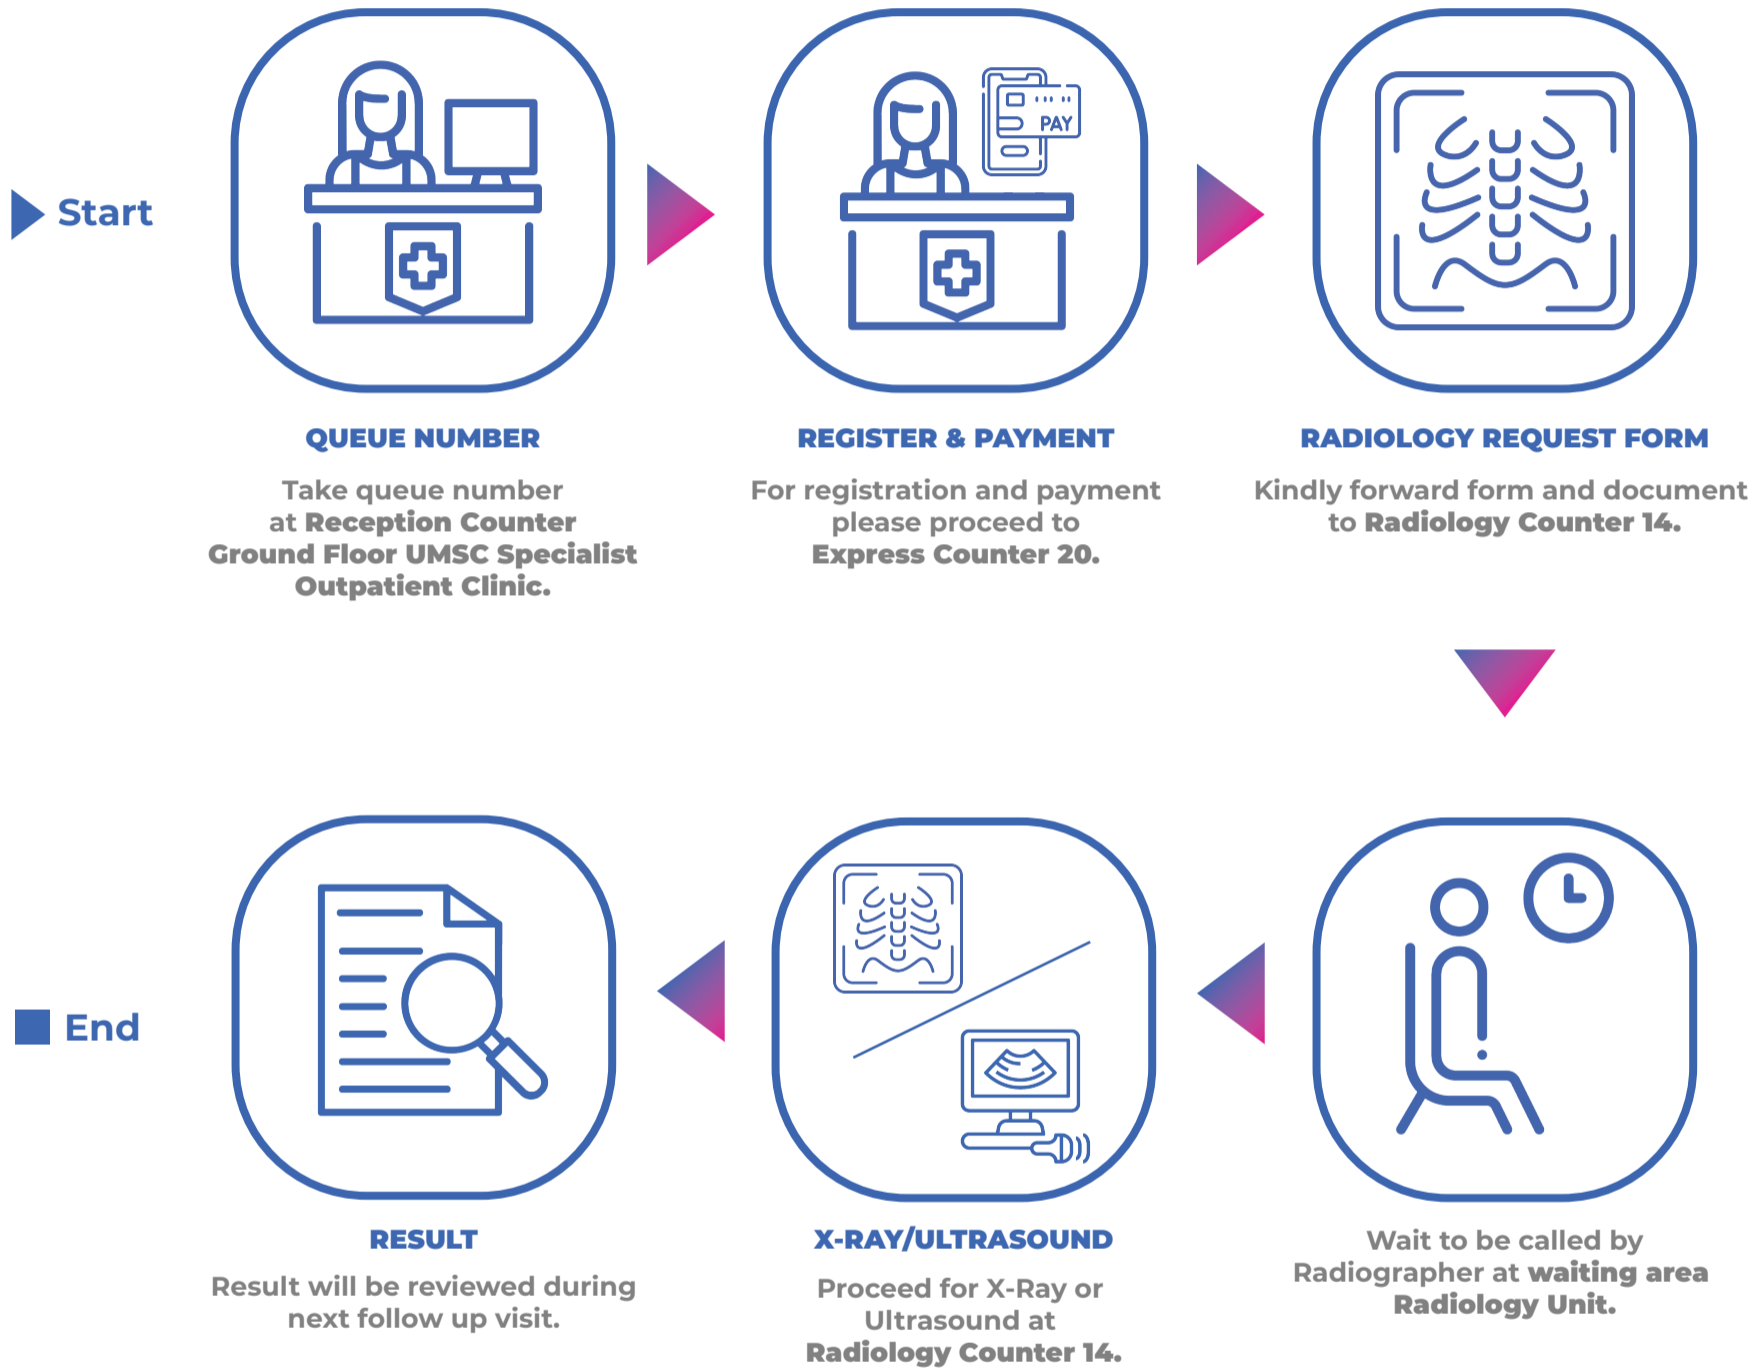 Start
PAY
QUEUE NUMBER
Take queue number
at Reception Counter
Ground Floor UMSC Specialist
Outpatient Clinic.
REGISTER & PAYMENT
For registration and payment
please proceed to
Express Counter 20.
RADIOLOGY REQUEST FORM
Kindly forward form and document
to Radiology Counter 14.
Wait to be called by
Radiographer at waiting area
Radiology Unit.
X-RAY/ULTRASOUND
Proceed for X-Ray or
Ultrasound at
Radiology Counter 14.
RESULT
Result will be reviewed during
next follow up visit.
End